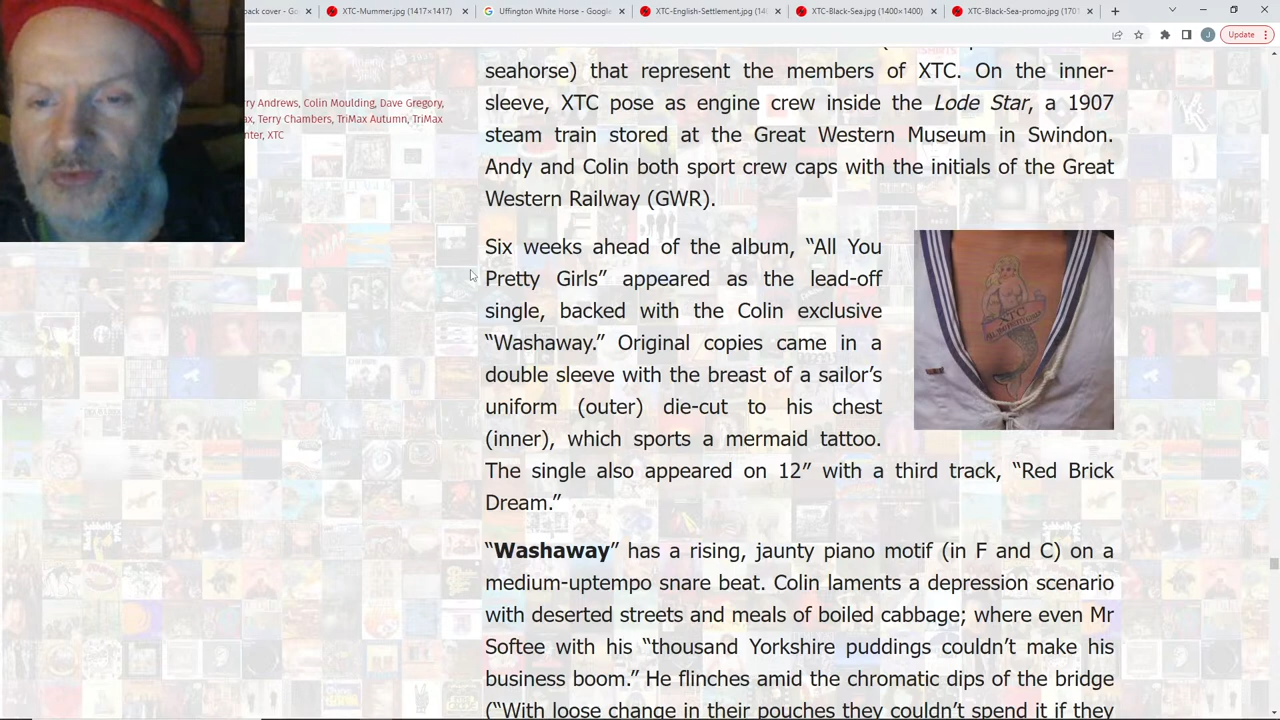 back cover - Go
XTC-Mummer.jpg (1417×1417)
Uffington White Horse - Google
XTC-English-Settlement.jpg (14
XTC-Black-Sea.jpg (1400×1400)
XTC-Black-Sea-promo.jpg (1701
J
Update
ry Andrews, Colin Moulding, Dave Gregory,
ax, Terry Chambers, TriMax Autumn, TriMax
nter, XTC
seahorse) that represent the members of XTC. On the inner-
sleeve, XTC pose as engine crew inside the Lode Star, a 1907
steam train stored at the Great Western Museum in Swindon.
Andy and Colin both sport crew caps with the initials of the Great
Western Railway (GWR).
Six weeks ahead of the album, “All You
Pretty Girls” appeared as the lead-off
single, backed with the Colin exclusive
“Washaway.” Original copies came in a
double sleeve with the breast of a sailor’s
uniform (outer) die-cut to his chest
(inner), which sports a mermaid tattoo.
The single also appeared on 12″ with a third track, “Red Brick
Dream.”
XTC
ALL YOU PRETTY GIRLS
“Washaway” has a rising, jaunty piano motif (in F and C) on a
medium-uptempo snare beat. Colin laments a depression scenario
with deserted streets and meals of boiled cabbage; where even Mr
Softee with his “thousand Yorkshire puddings couldn’t make his
business boom.” He flinches amid the chromatic dips of the bridge
(“With loose change in their pouches they couldn’t spend it if they